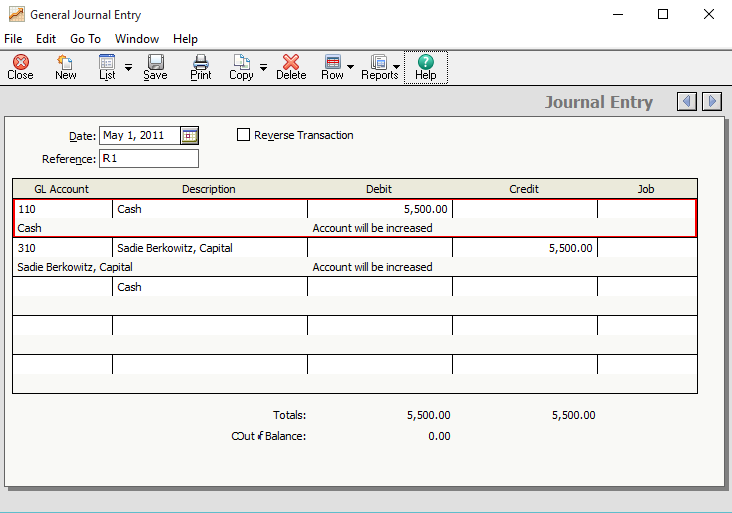 General Journal Entry
File Edit Go To Window Help
Close New List Save Print Copy Delete Row Reports Help
Journal Entry
Date: May 1, 2011 Reverse Transaction
Reference: R1
GL Account Description Debit Credit Job
110 Cash 5,500.00
Cash Account will be increased
310 Sadie Berkowitz, Capital 5,500.00
Sadie Berkowitz, Capital Account will be increased
Cash
Totals: 5,500.00 5,500.00
Out of Balance: 0.00